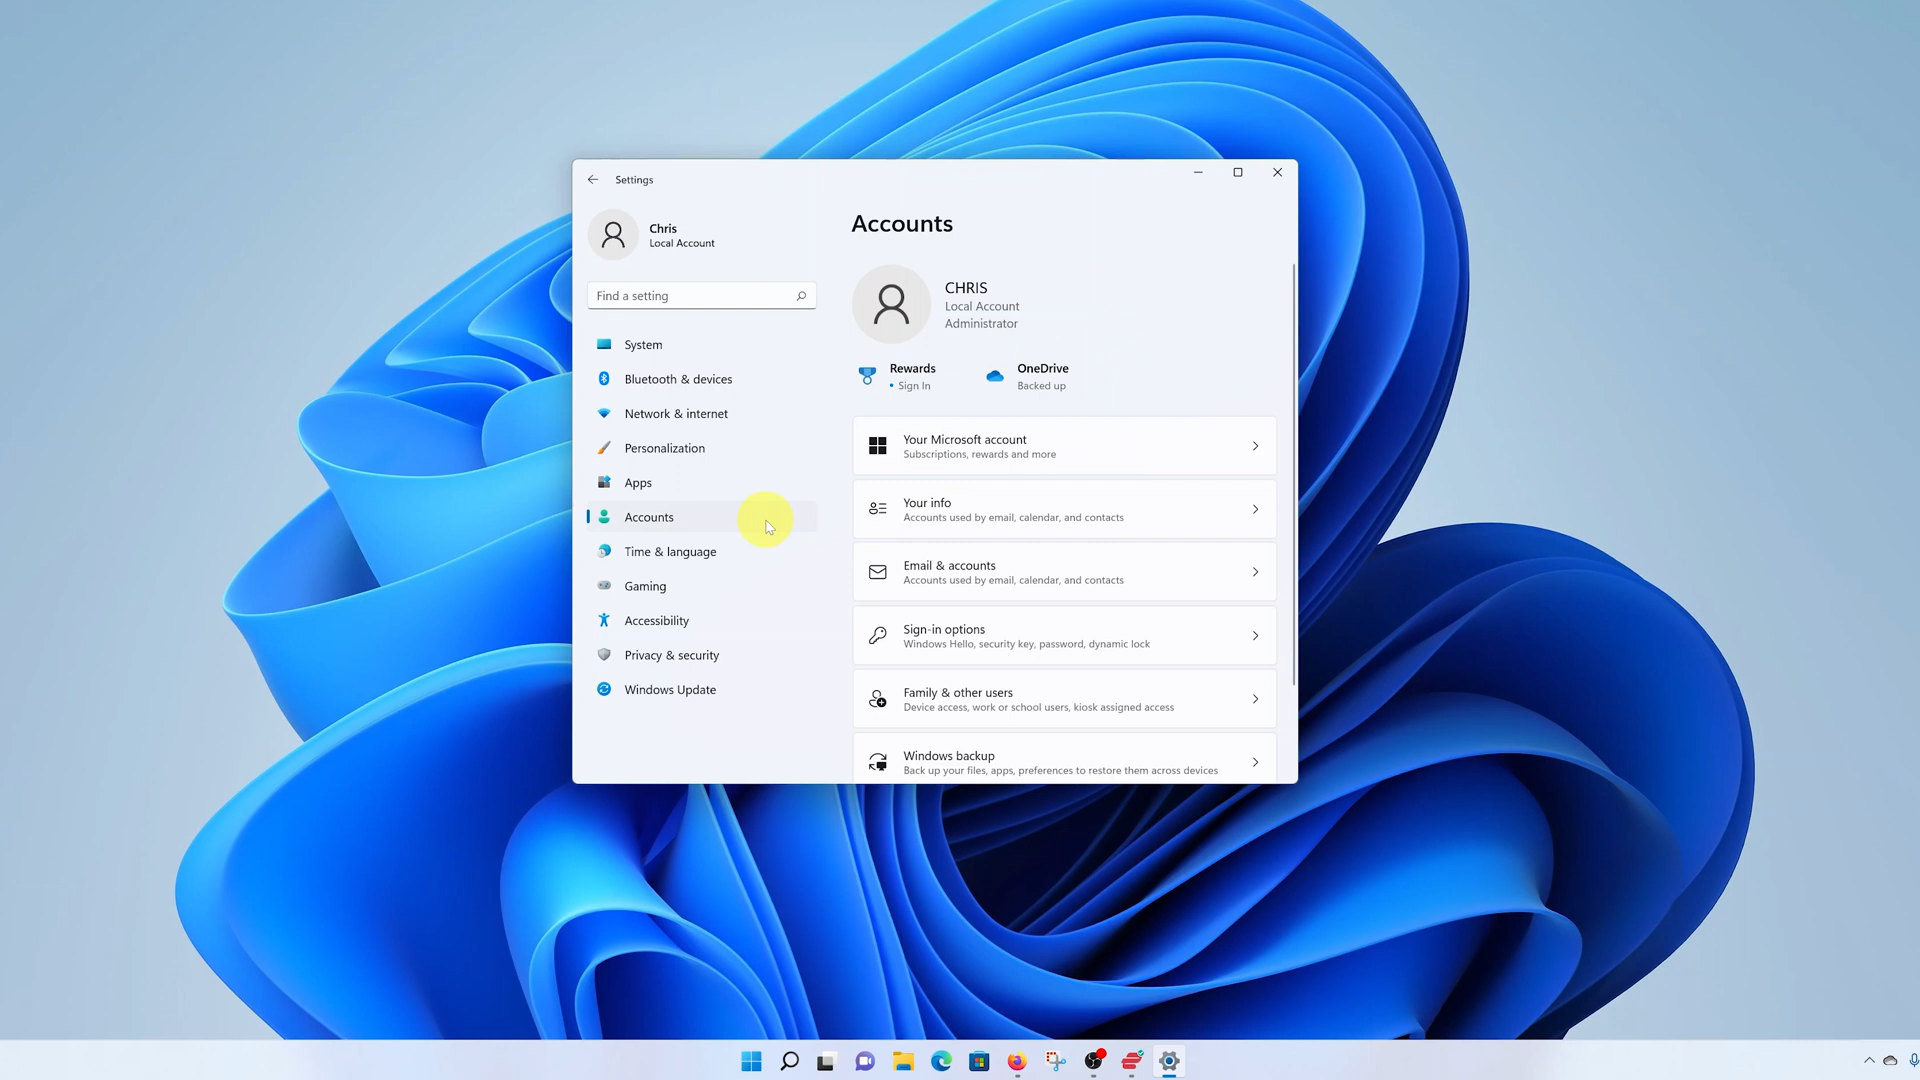 Settings
Chris
Local Account
Find a setting
System
Bluetooth & devices
Network & internet
Personalization
Apps
Accounts
Time & language
Gaming
Accessibility
Privacy & security
Windows Update
Accounts
CHRIS
Local Account
Administrator
Rewards
• Sign In
OneDrive
Backed up
Your Microsoft account
Subscriptions, rewards and more
Your info
Accounts used by email, calendar, and contacts
Email & accounts
Accounts used by email, calendar, and contacts
Sign-in options
Windows Hello, security key, password, dynamic lock
Family & other users
Device access, work or school users, kiosk assigned access
Windows backup
Back up your files, apps, preferences to restore them across devices